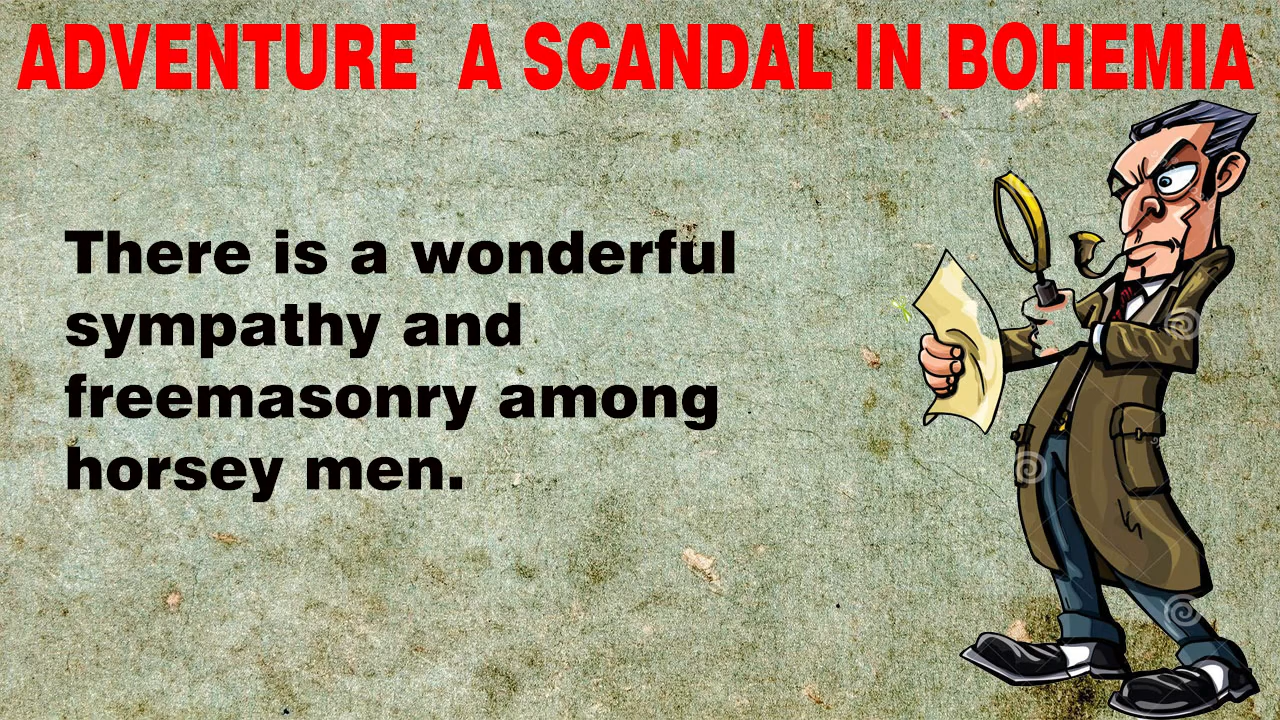 ADVENTURE A SCANDAL IN BOHEMIA
There is a wonderful
sympathy and
freemasonry among
horsey men.